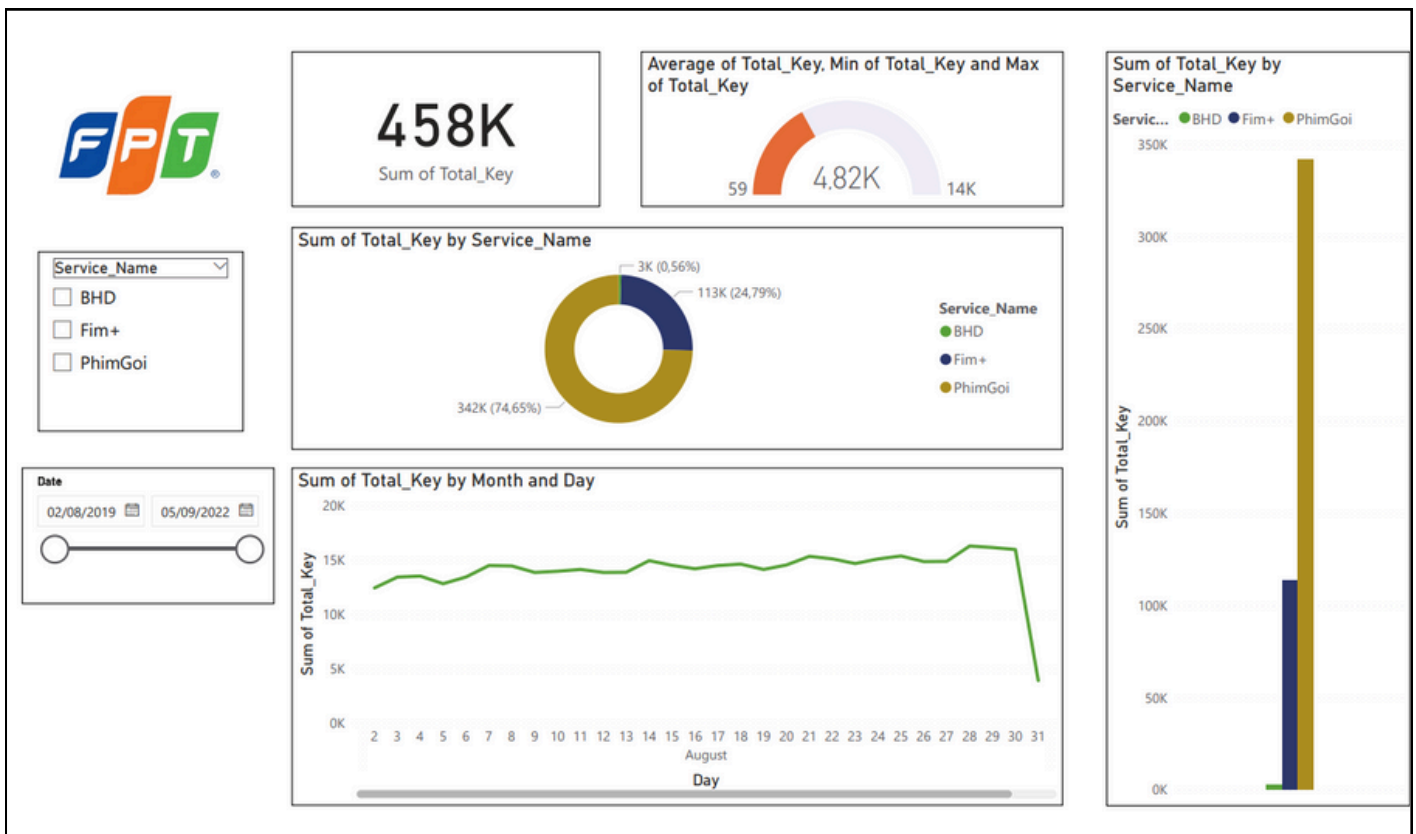 FPT
®
458K
Sum of Total_Key
Average of Total_Key, Min of Total_Key and Max
of Total_Key
59
4.82K
14K
Sum of Total_Key by
Service_Name
Servic...
BHD
Fim+
PhimGoi
350K
300K
250K
200K
150K
100K
50K
0K
Sum of Total_Key
Service_Name
BHD
Fim+
PhimGoi
Sum of Total_Key by Service_Name
3K (0,56%)
113K (24,79%)
342K (74,65%)
Service_Name
BHD
Fim+
PhimGoi
Date
02/08/2019
05/09/2022
Sum of Total_Key by Month and Day
Sum of Total_Key
20K
15K
10K
5K
0K
2 3 4 5 6 7 8 9 10 11 12 13 14 15 16 17 18 19 20 21 22 23 24 25 26 27 28 29 30 31
August
Day